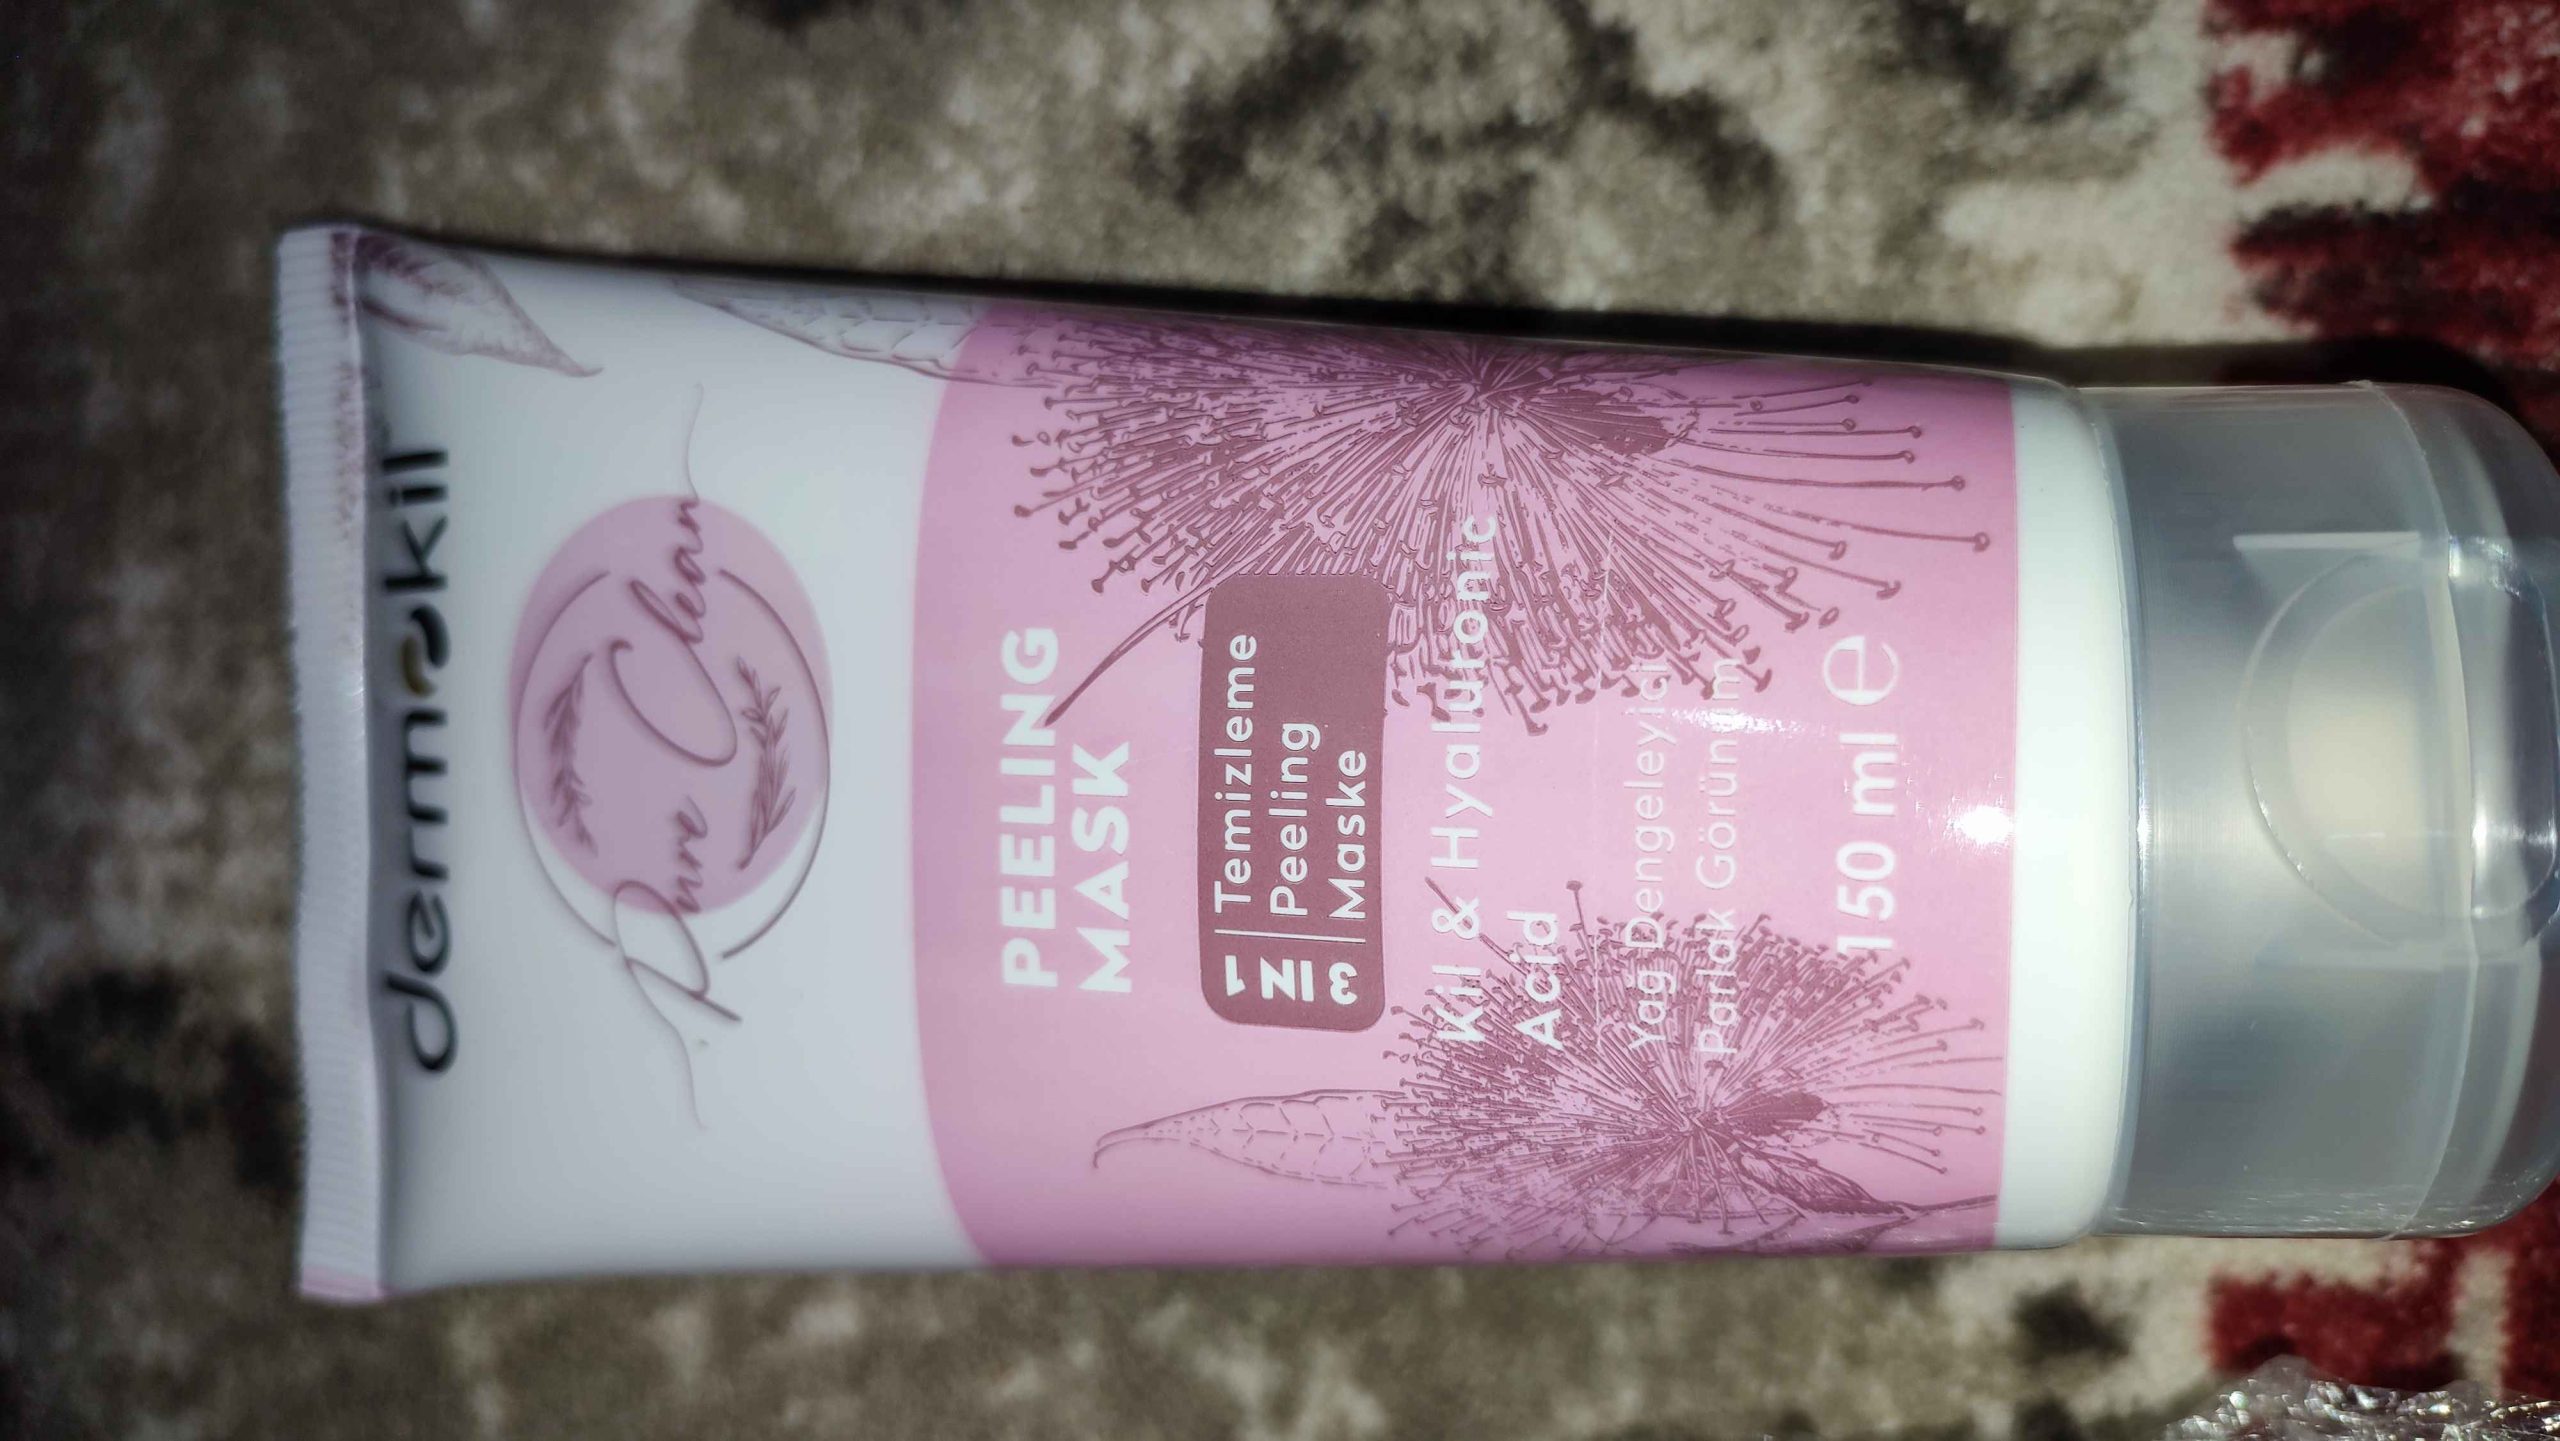 dermokil
Pure Clean
PEELING
MASK
3 IN 1
Temizleme
Peeling
Maske
Kil & Hyaluronic
Acid
Yağ Dengeleyici
Parlak Görünüm
150 ml e